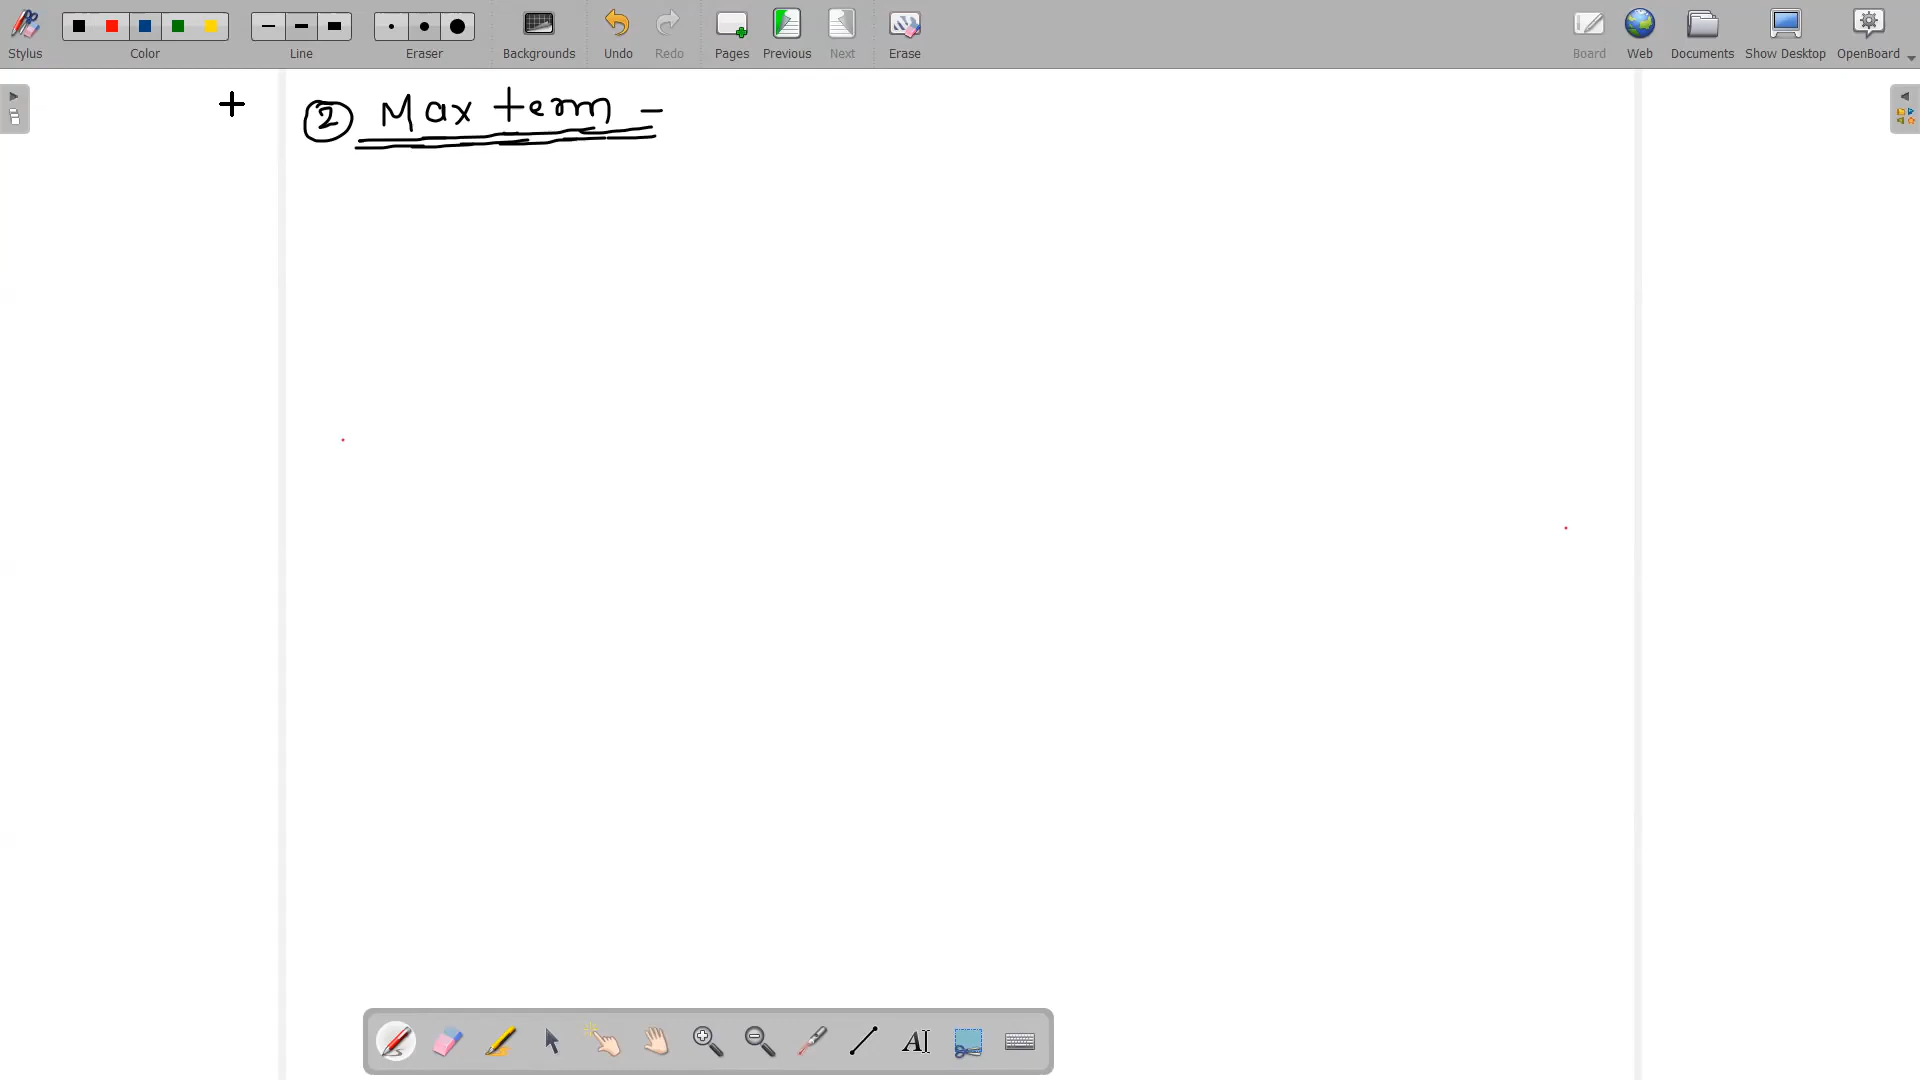 Stylus Color Line Eraser Backgrounds Undo Redo Pages Previous Next Erase Board Web Documents Show Desktop OpenBoard
② Max term -